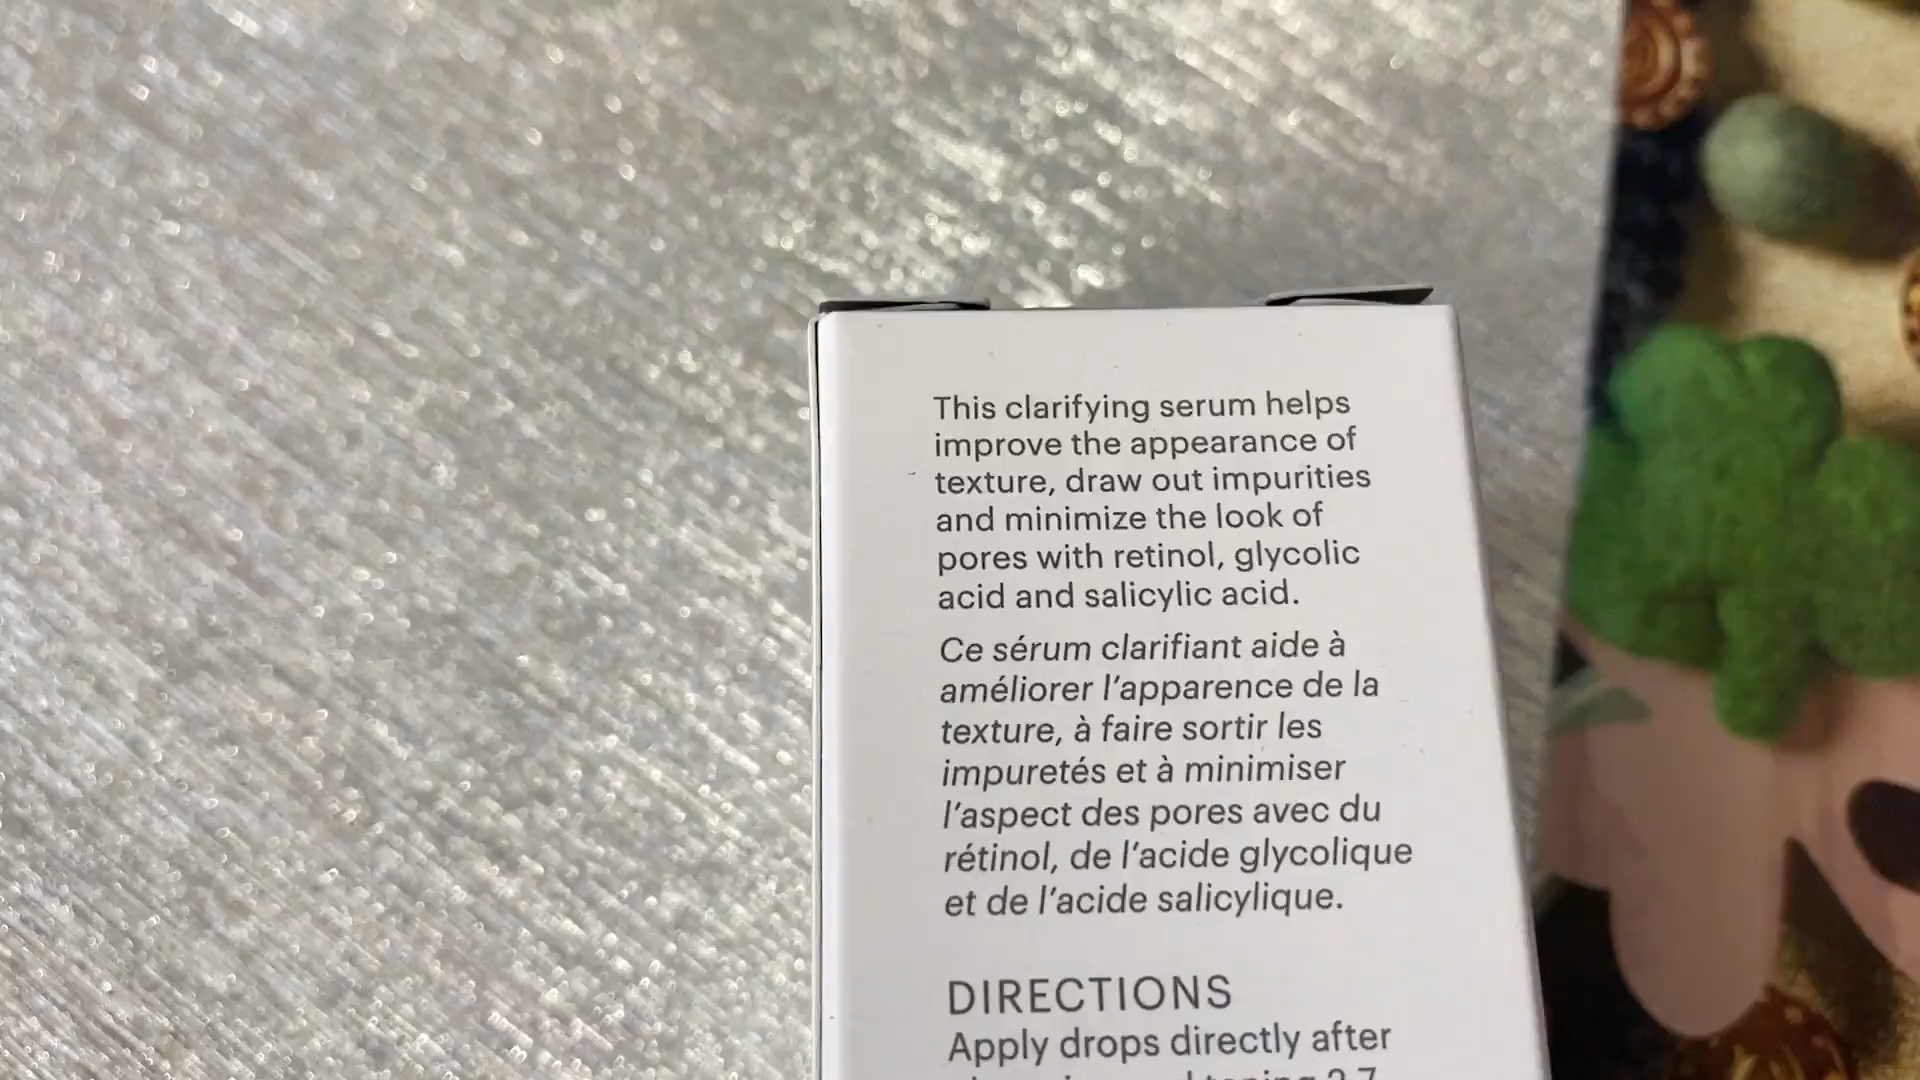 This clarifying serum helps
improve the appearance of
texture, draw out impurities
and minimize the look of
pores with retinol, glycolic
acid and salicylic acid.
Ce sérum clarifiant aide à
améliorer l'apparence de la
texture, à faire sortir les
impuretés et à minimiser
l'aspect des pores avec du
rétinol, de l'acide glycolique
et de l'acide salicylique.
DIRECTIONS
Apply drops directly after